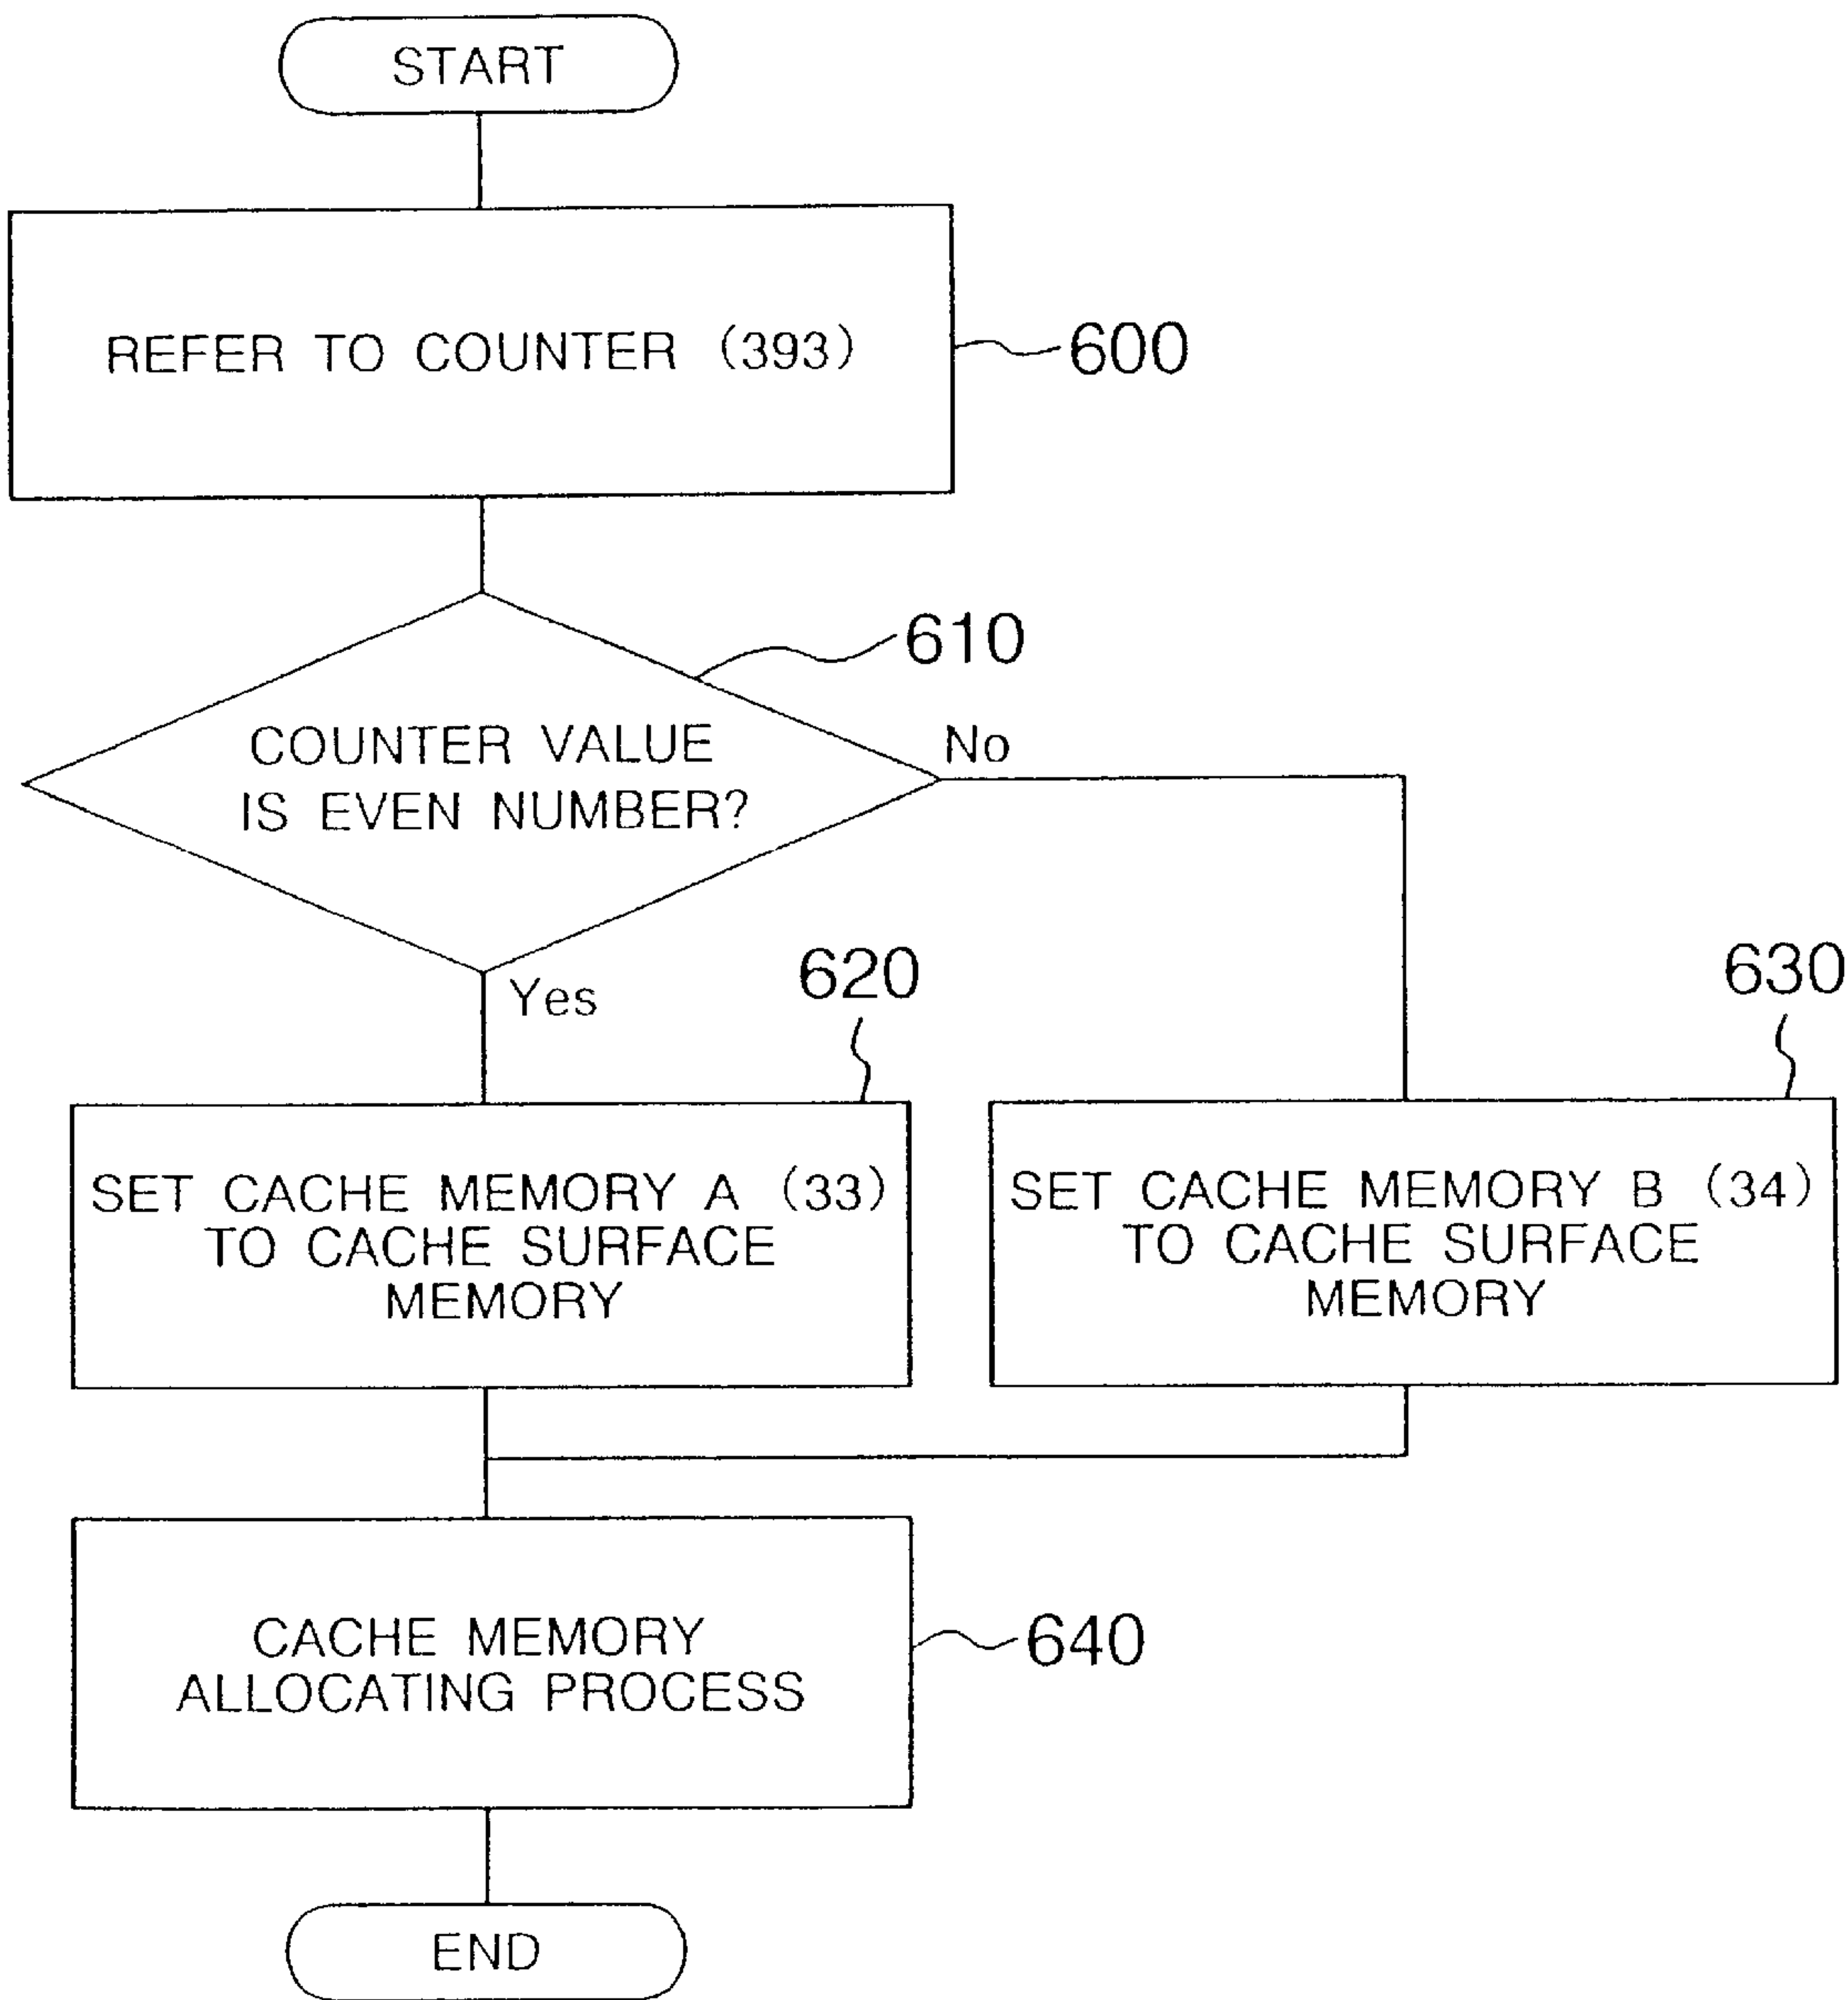 START
REFER TO COUNTER (393)
600
610
COUNTER VALUE
IS EVEN NUMBER?
No
Yes
620
630
SET CACHE MEMORY A (33)
TO CACHE SURFACE
MEMORY
SET CACHE MEMORY B (34)
TO CACHE SURFACE
MEMORY
CACHE MEMORY
ALLOCATING PROCESS
640
END